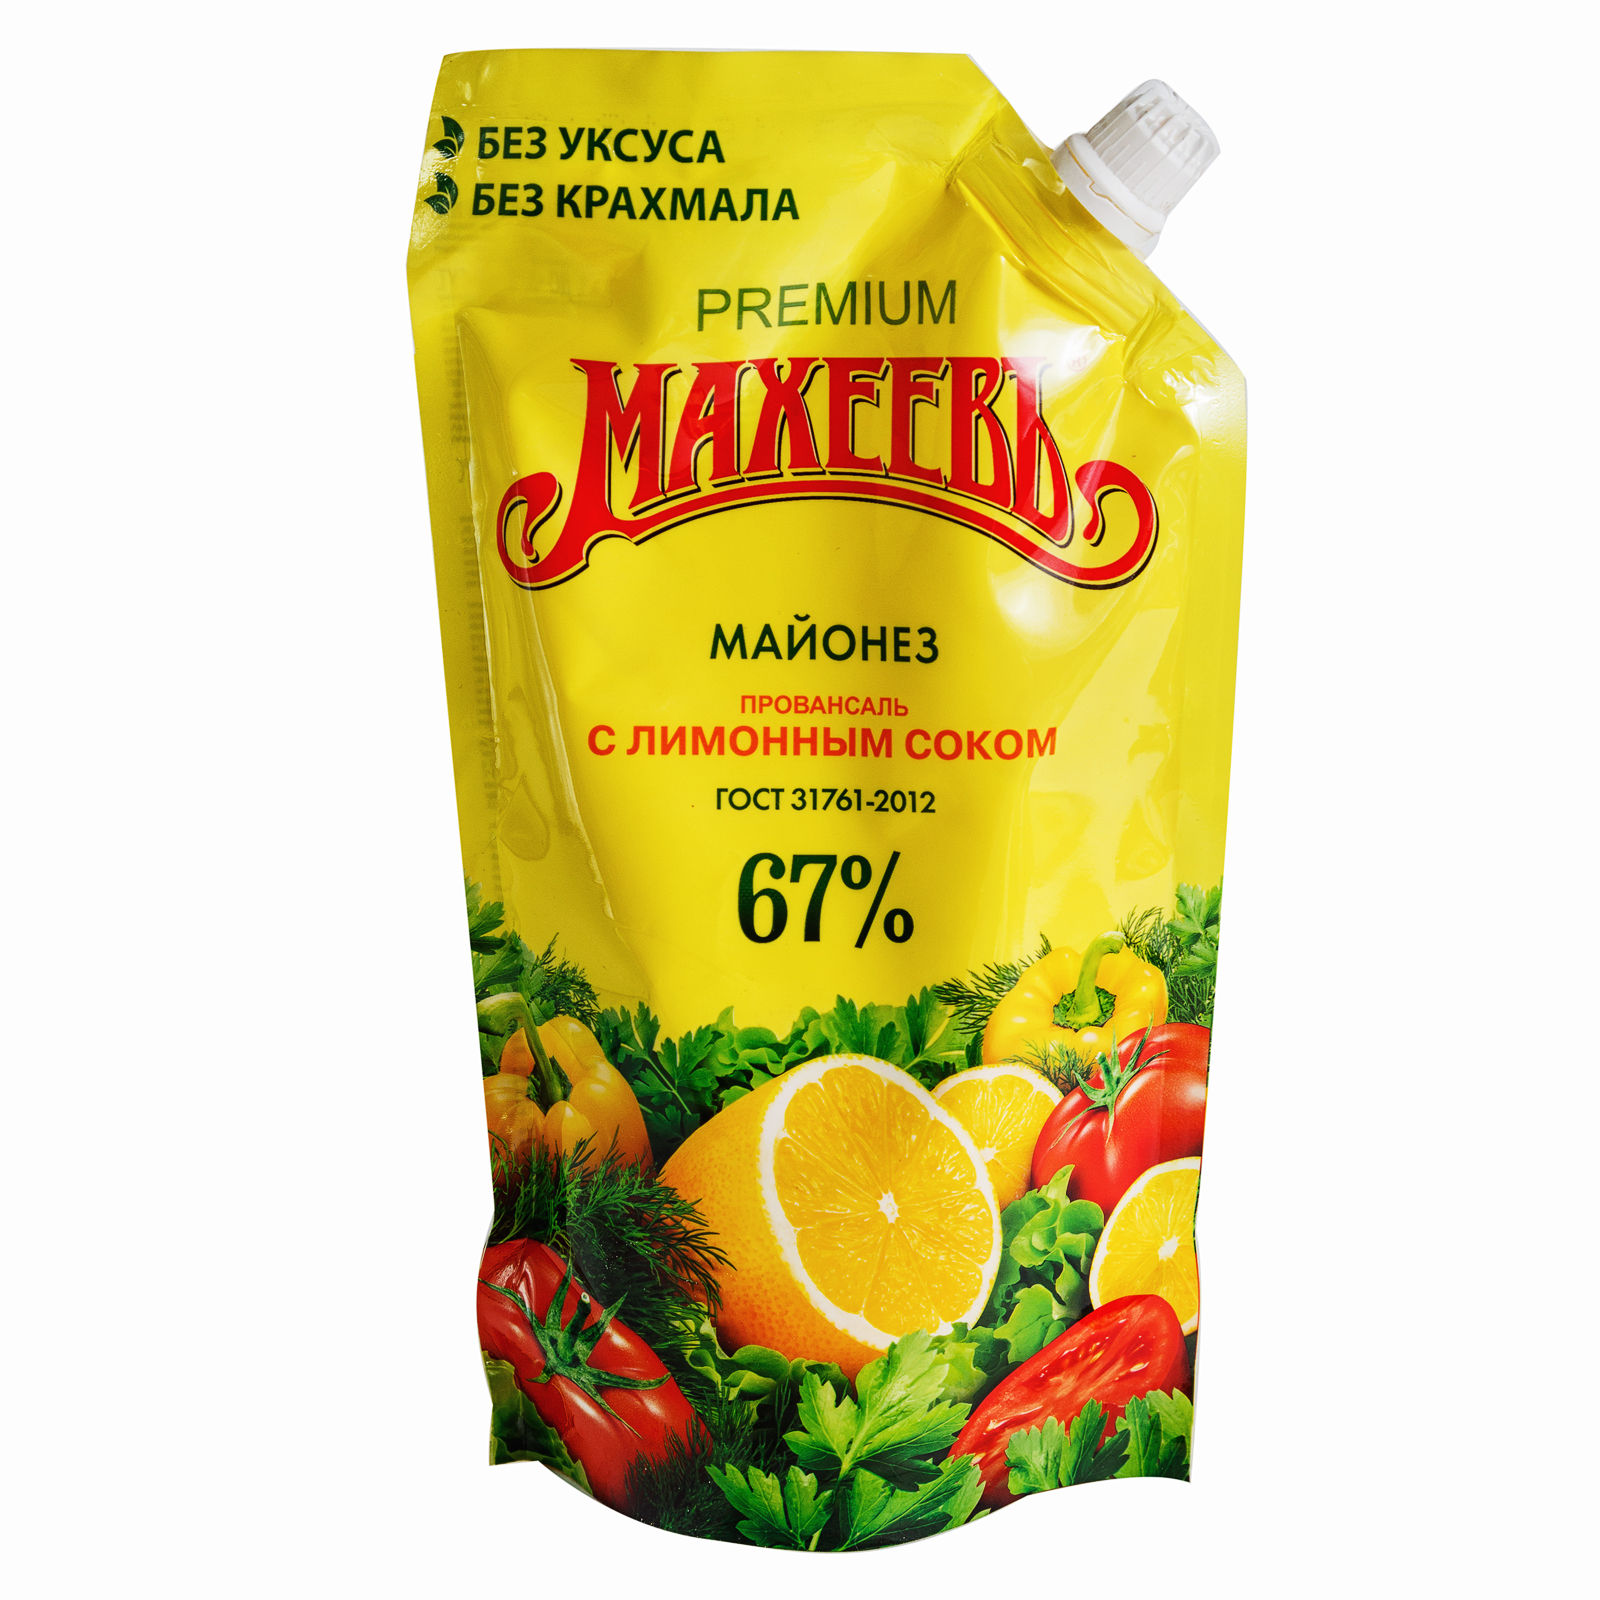 БЕЗ УКСУСА
БЕЗ КРАХМАЛА
PREMIUM
МАХЕЕВЪ
МАЙОНЕЗ
ПРОВАНСАЛЬ
С ЛИМОННЫМ СОКОМ
ГОСТ 31761-2012
67%